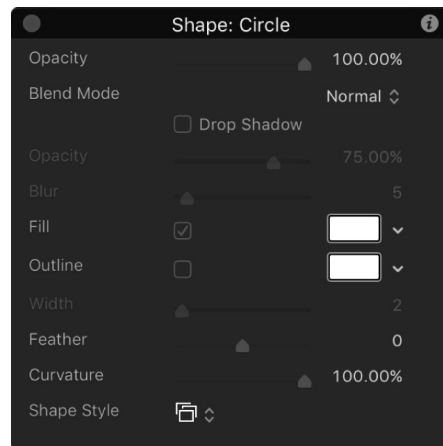 Shape: Circle
Opacity 100.00%
Blend Mode Normal
Drop Shadow
Opacity 75.00%
Blur 5
Fill
Outline
Width 2
Feather 0
Curvature 100.00%
Shape Style